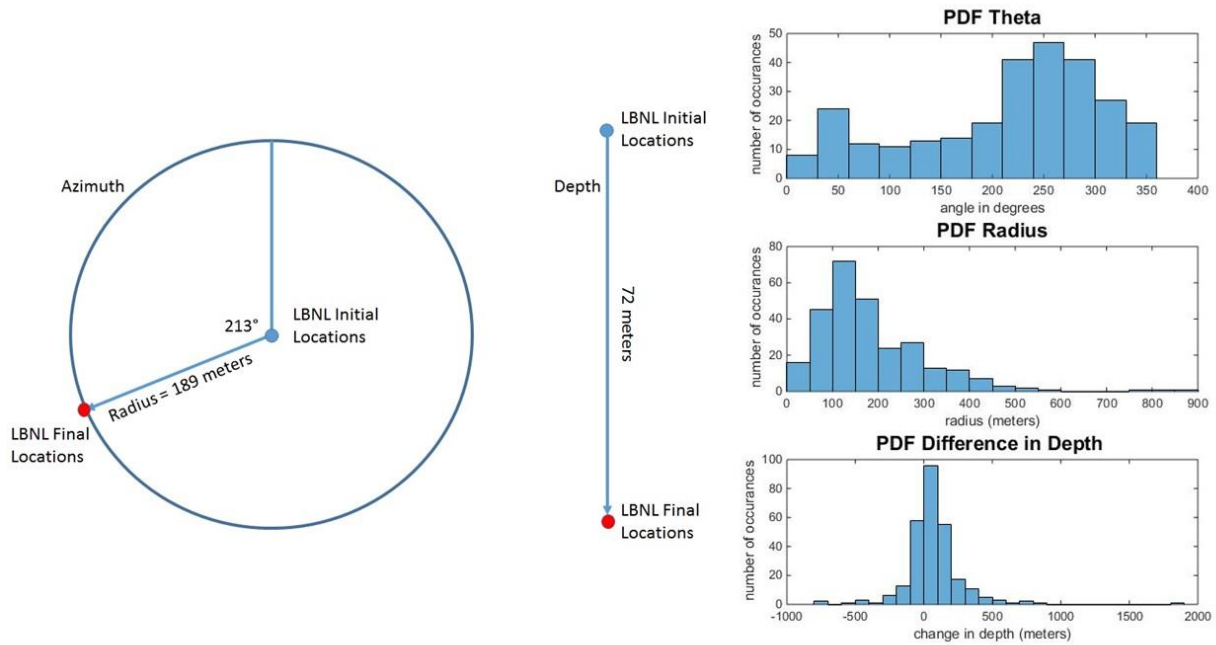 Azimuth
213°
LBNL Initial
Locations
Radius = 189 meters
LBNL Final
Locations
LBNL Initial
Locations
Depth
72 meters
LBNL Final
Locations
PDF Theta
number of occurances
50
40
30
20
10
0
0 50 100 150 200 250 300 350 400
angle in degrees
PDF Radius
number of occurances
80
60
40
20
0
0 100 200 300 400 500 600 700 800 900
radius (meters)
PDF Difference in Depth
number of occurances
100
80
60
40
20
0
-1000 -500 0 500 1000 1500 2000
change in depth (meters)